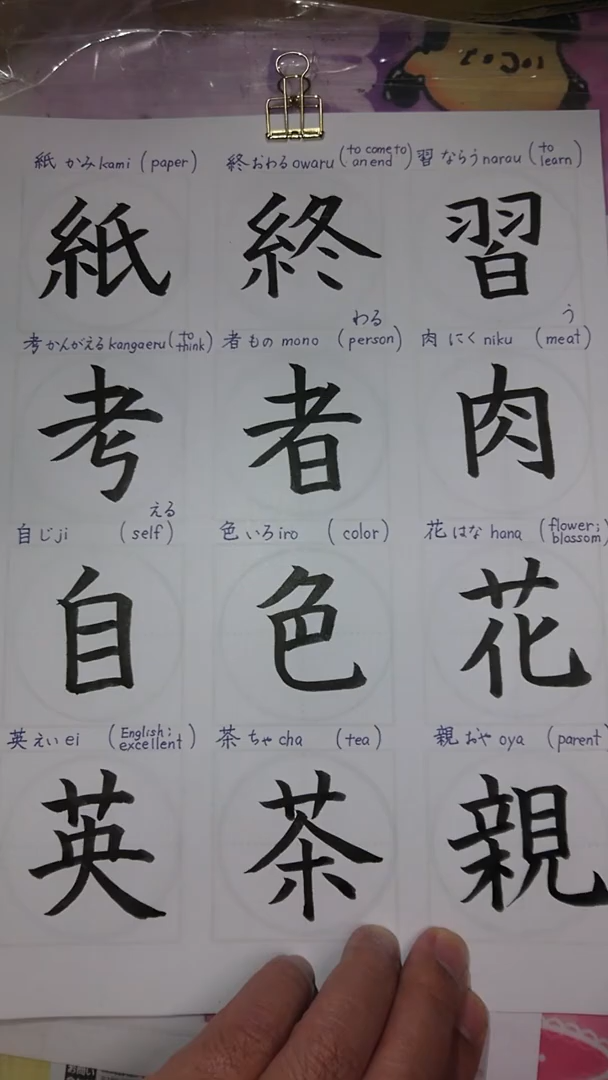 紙 かみ kami (paper) 終 おわる owaru (to come to an end) 習 ならう narau (to learn)
紙 終 習
わる う
考 かんがえる kangaeru (to think) 者 もの mono (person) 肉 にく niku (meat)
考 者 肉
える
自 じ ji (self) 色 いろ iro (color) 花 はな hana (flower; blossom)
自 色 花
英 えい ei (English; excellent) 茶 ちゃ cha (tea) 親 おや oya (parent)
英 茶 親
お問い